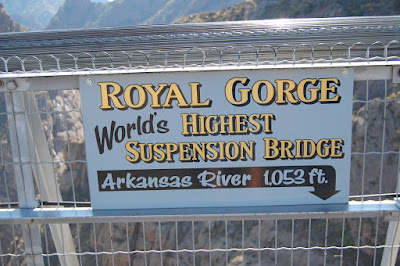 ROYAL GORGE
World's HIGHEST
SUSPENSION BRIDGE
Arkansas River 1,053 ft.